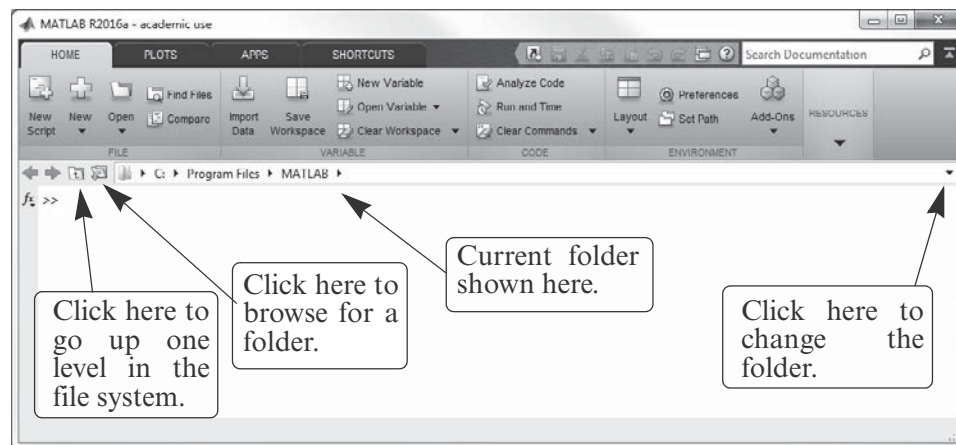 MATLAB R2016a - academic use
HOME PLOTS APPS SHORTCUTS Search Documentation
New Script
New
Open
Find Files
Compare
FILE
Import Data
Save Workspace
New Variable
Open Variable
Clear Workspace
VARIABLE
Analyze Code
Run and Time
Clear Commands
CODE
Layout
Preferences
Set Path
Add-Ons
ENVIRONMENT
RESOURCES
C: Program Files MATLAB
fx >>
Click here to
go up one
level in the
file system.
Click here to
browse for a
folder.
Current folder
shown here.
Click here to
change the
folder.